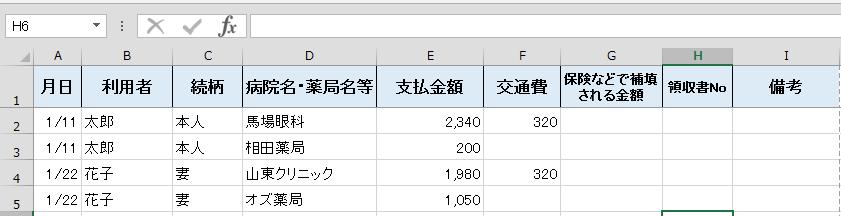 H6
fx
A B C D E F G H I
1 月日 利用者 続柄 病院名・薬局名等 支払金額 交通費 保険などで補填 領収書No 備考
される金額
2 1/11 太郎 本人 馬場眼科 2,340 320
3 1/11 太郎 本人 相田薬局 200
4 1/22 花子 妻 山東クリニック 1,980 320
5 1/22 花子 妻 オズ薬局 1,050